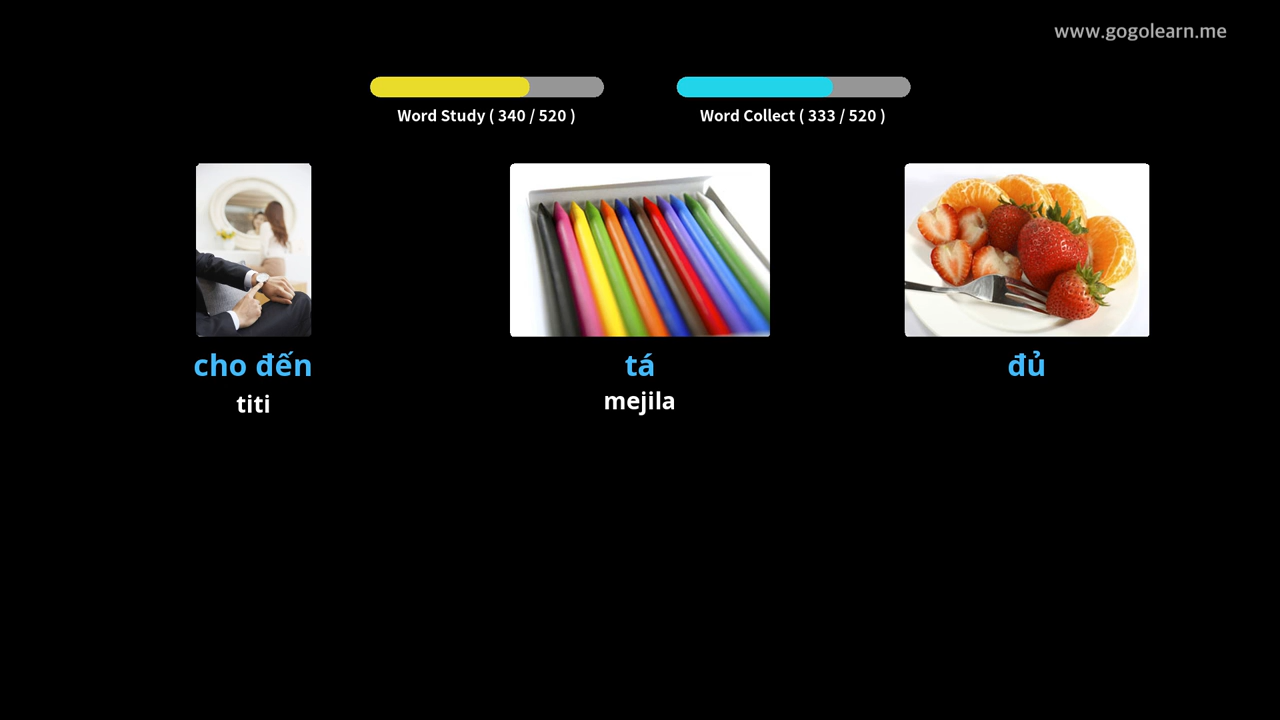 www.gogolearn.me
Word Study ( 340 / 520 )
Word Collect ( 333 / 520 )
cho đến
titi
tá
mejila
đủ